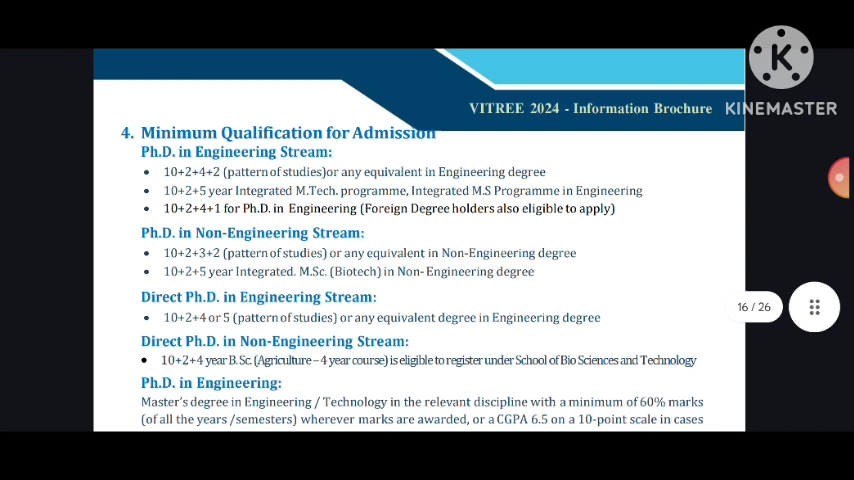 VITREE 2024 - Information Brochure
KINEMASTER
4. Minimum Qualification for Admission
Ph.D. in Engineering Stream:
• 10+2+4+2 (pattern of studies)or any equivalent in Engineering degree
• 10+2+5 year Integrated M.Tech. programme, Integrated M.S Programme in Engineering
• 10+2+4+1 for Ph.D. in Engineering (Foreign Degree holders also eligible to apply)
Ph.D. in Non-Engineering Stream:
• 10+2+3+2 (pattern of studies) or any equivalent in Non-Engineering degree
• 10+2+5 year Integrated. M.Sc. (Biotech) in Non- Engineering degree
Direct Ph.D. in Engineering Stream:
16 / 26
• 10+2+4 or 5 (pattern of studies) or any equivalent degree in Engineering degree
Direct Ph.D. in Non-Engineering Stream:
• 10+2+4 year B. Sc. (Agriculture – 4 year course) is eligible to register under School of Bio Sciences and Technology
Ph.D. in Engineering:
Master's degree in Engineering / Technology in the relevant discipline with a minimum of 60% marks
(of all the years /semesters) wherever marks are awarded, or a CGPA 6.5 on a 10-point scale in cases